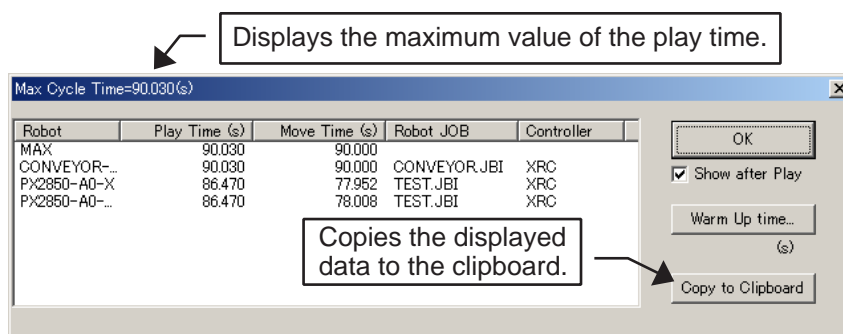 Displays the maximum value of the play time.
Max Cycle Time=90.030(s)
Robot Play Time (s) Move Time (s) Robot JOB Controller
MAX 90.030 90.000
CONVEYOR-... 90.030 90.000 CONVEYOR.JBI XRC
PX2850-A0-X 86.470 77.952 TEST.JBI XRC
PX2850-A0-... 86.470 78.008 TEST.JBI XRC
OK
Show after Play
Warm Up time...
(s)
Copies the displayed
data to the clipboard.
Copy to Clipboard